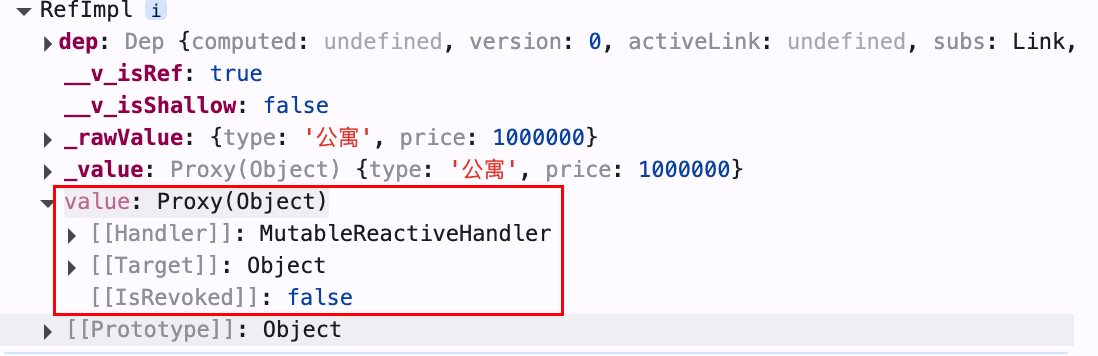 RefImpl i
dep: Dep {computed: undefined, version: 0, activeLink: undefined, subs: Link,
__v_isRef: true
__v_isShallow: false
_rawValue: {type: '公寓', price: 1000000}
_value: Proxy(Object) {type: '公寓', price: 1000000}
value: Proxy(Object)
[[Handler]]: MutableReactiveHandler
[[Target]]: Object
[[IsRevoked]]: false
[[Prototype]]: Object